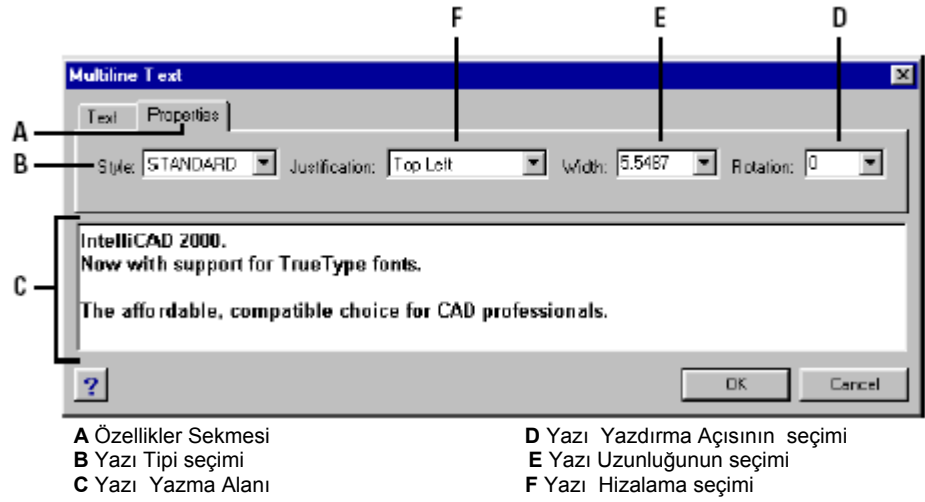 F E D
Multiline Text
Text Properties
A
B Style: STANDARD Justification: Top Left Width: 5.5487 Rotation: 0
IntelliCAD 2000.
Now with support for TrueType fonts.
C
The affordable, compatible choice for CAD professionals.
? OK Cancel
A Özellikler Sekmesi D Yazı Yazdırma Açısının seçimi
B Yazı Tipi seçimi E Yazı Uzunluğunun seçimi
C Yazı Yazma Alanı F Yazı Hizalama seçimi